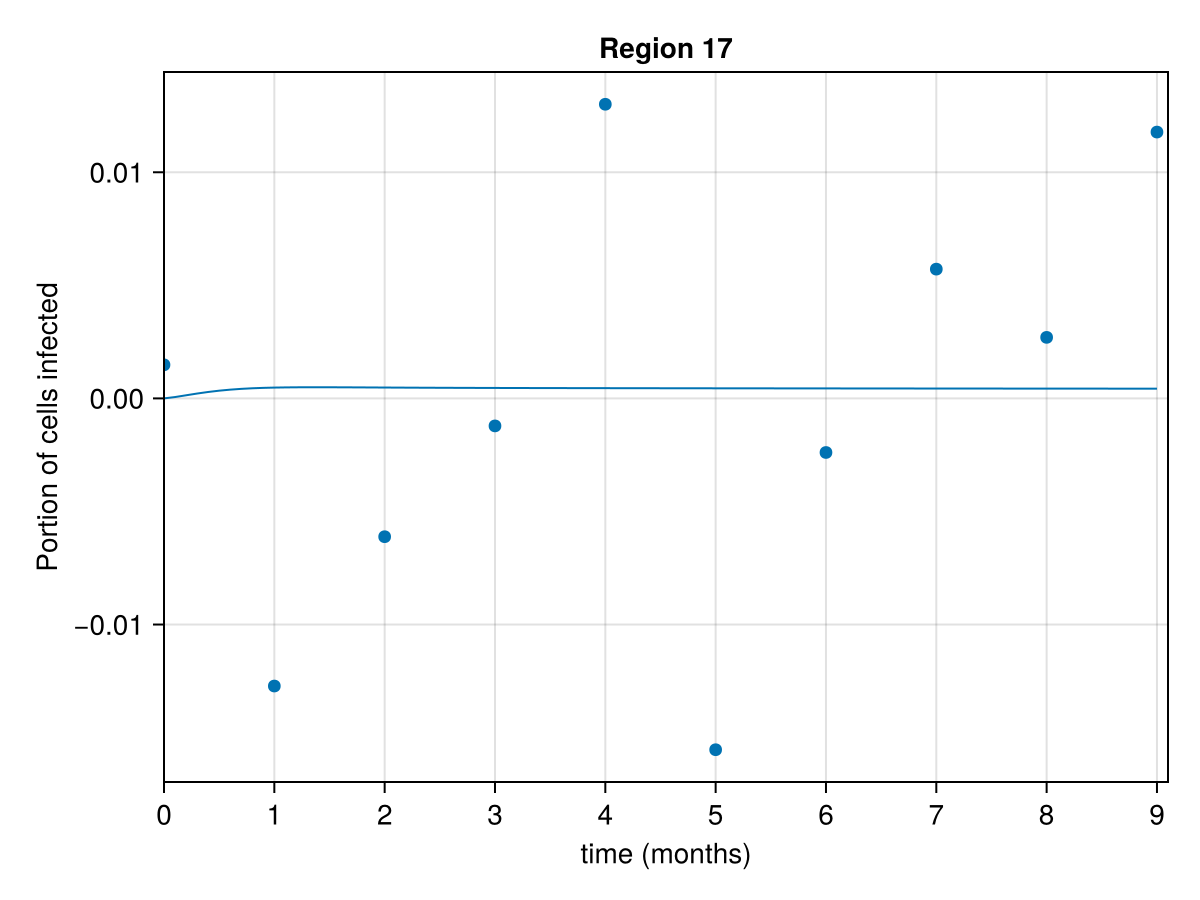 Region 17
Portion of cells infected
0.01
0.00
−0.01
0 1 2 3 4 5 6 7 8 9
time (months)